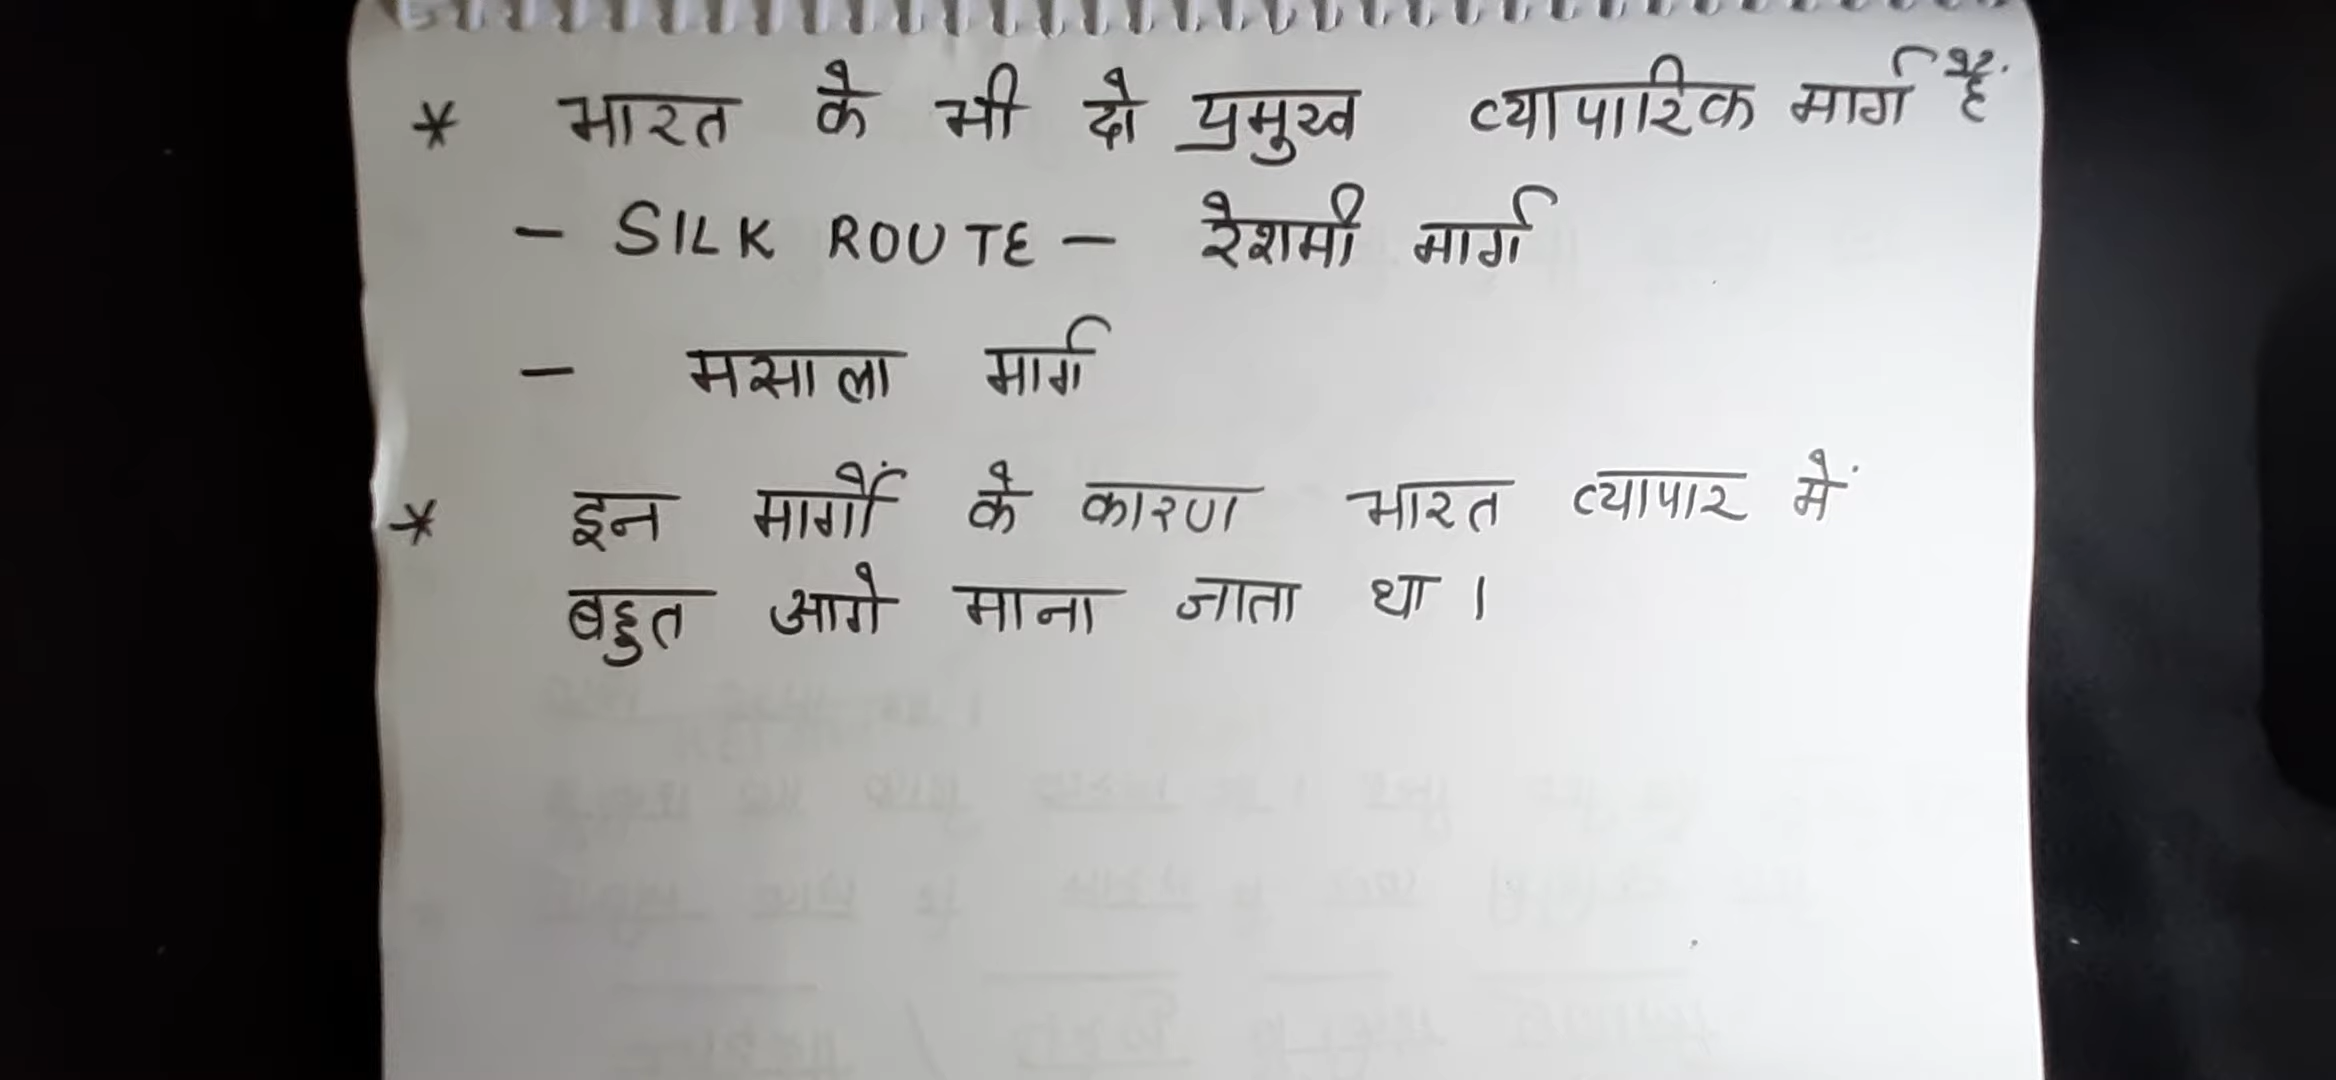 * भारत के भी दो प्रमुख व्यापारिक मार्ग हैं
- SILK ROUTE - रेशमी मार्ग
- मसाला मार्ग
* इन मार्गों के कारण भारत व्यापार में
बहुत आगे माना जाता था ।